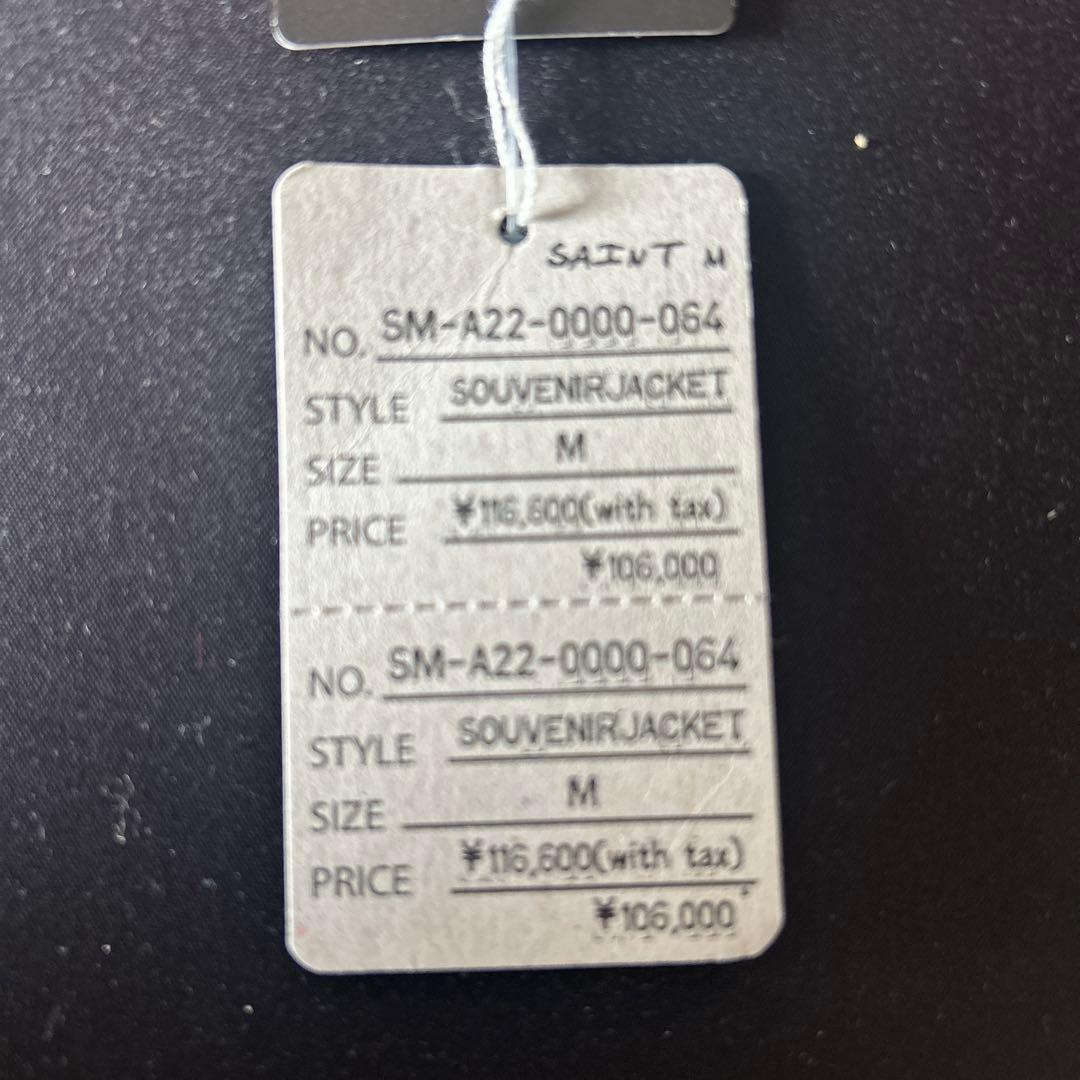 SAINT M
NO. SM-A22-0000-064
STYLE SOUVENIRJACKET
SIZE M
PRICE ¥116,600(with tax)
¥106,000
NO. SM-A22-0000-064
STYLE SOUVENIRJACKET
SIZE M
PRICE ¥116,600(with tax)
¥106,000